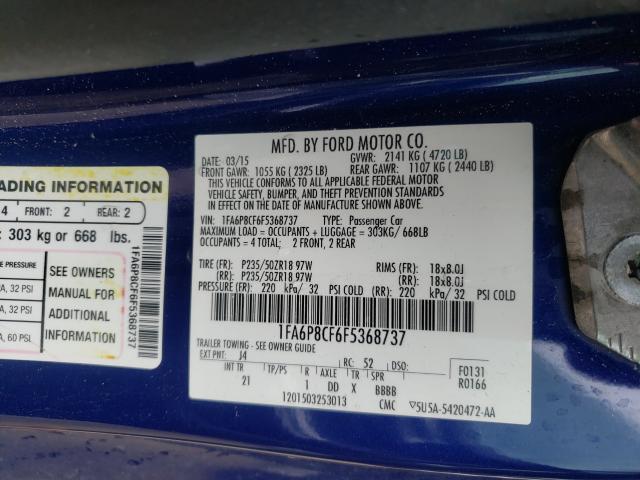 ADING INFORMATION
4 FRONT: 2 REAR: 2
: 303 kg or 668 lbs.
E PRESSURE
A, 32 PSI
A, 32 PSI
A, 60 PSI
SEE OWNERS
MANUAL FOR
ADDITIONAL
INFORMATION
1FA6P8CF6F5368737
MFD. BY FORD MOTOR CO.
DATE: 03/15 GVWR: 2141 KG ( 4720 LB)
FRONT GAWR: 1055 KG ( 2325 LB) REAR GAWR: 1107 KG ( 2440 LB)
THIS VEHICLE CONFORMS TO ALL APPLICABLE FEDERAL MOTOR
VEHICLE SAFETY, BUMPER, AND THEFT PREVENTION STANDARDS
IN EFFECT ON THE DATE OF MANUFACTURE SHOWN ABOVE.
VIN: 1FA6P8CF6F5368737 TYPE: Passenger Car
MAXIMUM LOAD = OCCUPANTS + LUGGAGE = 303KG/ 668LB
OCCUPANTS = 4 TOTAL: 2 FRONT, 2 REAR
TIRE (FR) P235/50ZR18 97W RIMS (FR): 18x8.0J
TIRE (RR) P235/50ZR18 97W RIMS (RR): 18x8.0J
PRESSURE (FR): 220 kPa/ 32 PSI COLD (RR): 220 kPa/ 32 PSI COLD
1FA6P8CF6F5368737
TRAILER TOWING - SEE OWNER GUIDE
EXT PNT: J4 RC: 52 DSO: F0131
R0166
INT TR TP/PS R AXLE TR SPR
21 1 DD X BBBB
1201503253013 CMC 5U5A-5420472-AA